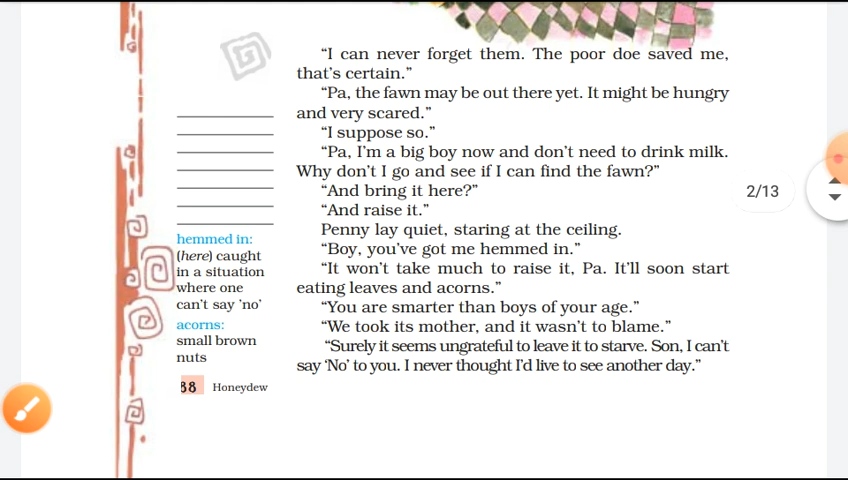 “I can never forget them. The poor doe saved me,
that’s certain.”
“Pa, the fawn may be out there yet. It might be hungry
and very scared.”
“I suppose so.”
“Pa, I’m a big boy now and don’t need to drink milk.
Why don’t I go and see if I can find the fawn?”
“And bring it here?”
“And raise it.”
Penny lay quiet, staring at the ceiling.
“Boy, you’ve got me hemmed in.”
“It won’t take much to raise it, Pa. It’ll soon start
eating leaves and acorns.”
“You are smarter than boys of your age.”
“We took its mother, and it wasn’t to blame.”
“Surely it seems ungrateful to leave it to starve. Son, I can’t
say ‘No’ to you. I never thought I’d live to see another day.”
hemmed in:
(here) caught
in a situation
where one
can’t say ’no’
acorns:
small brown
nuts
88 Honeydew
2/13